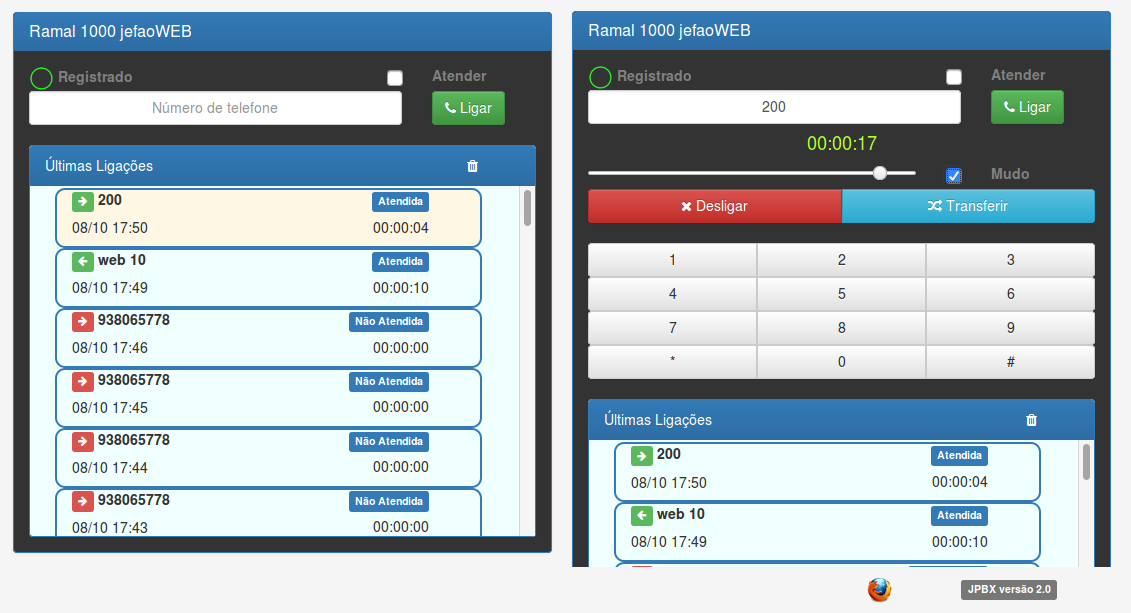 Ramal 1000 jefaoWEB
Registrado
Atender
Número de telefone
Ligar
Últimas Ligações
200 Atendida
08/10 17:50 00:00:04
web 10 Atendida
08/10 17:49 00:00:10
938065778 Não Atendida
08/10 17:46 00:00:00
938065778 Não Atendida
08/10 17:45 00:00:00
938065778 Não Atendida
08/10 17:44 00:00:00
938065778 Não Atendida
08/10 17:43 00:00:00
Ramal 1000 jefaoWEB
Registrado
Atender
200
Ligar
00:00:17
Mudo
Desligar
Transferir
1 2 3
4 5 6
7 8 9
* 0 #
Últimas Ligações
200 Atendida
08/10 17:50 00:00:04
web 10 Atendida
08/10 17:49 00:00:10
JPBX versão 2.0